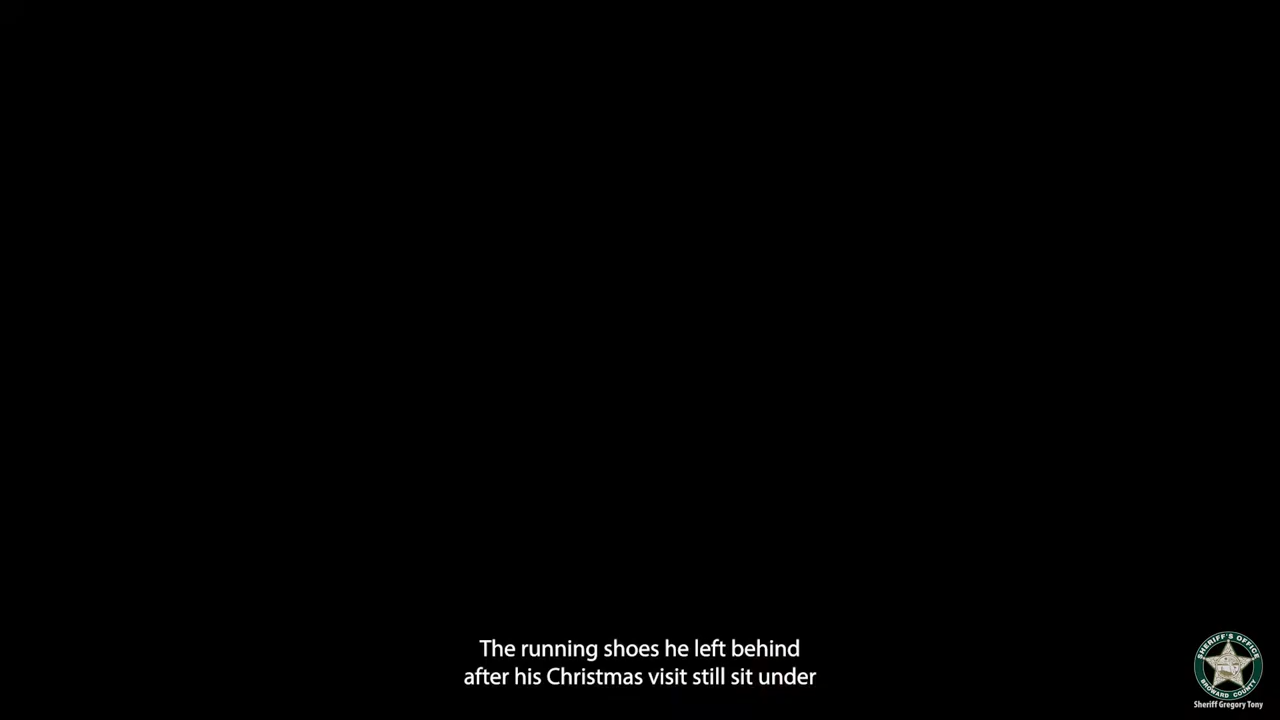 The running shoes he left behind
after his Christmas visit still sit under
SHERIFF'S OFFICE
BROWARD COUNTY
Sheriff Gregory Tony